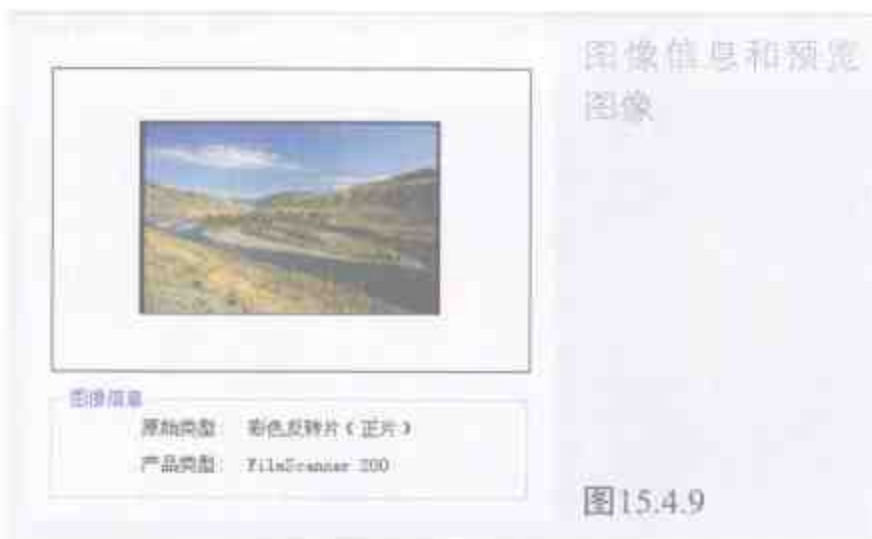 图像信息和预览
图像
图像信息
原始类型： 彩色反转片（正片）
产品类型： FilmScanner 200
图15.4.9